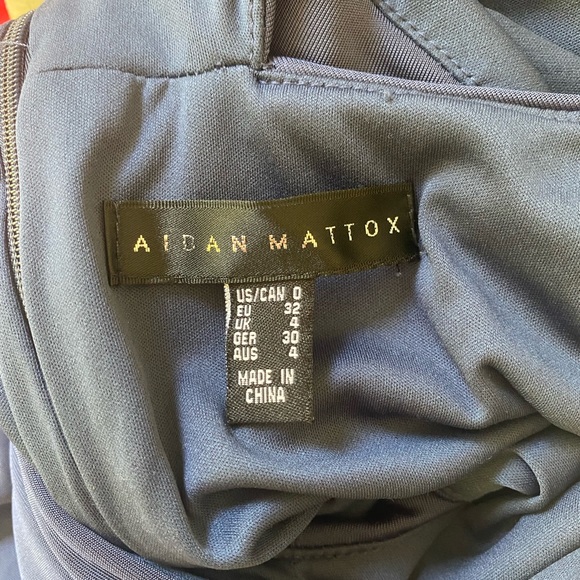 AIDAN MATTOX
US/CAN 0
EU 32
UK 4
GER 30
AUS 4
MADE IN
CHINA